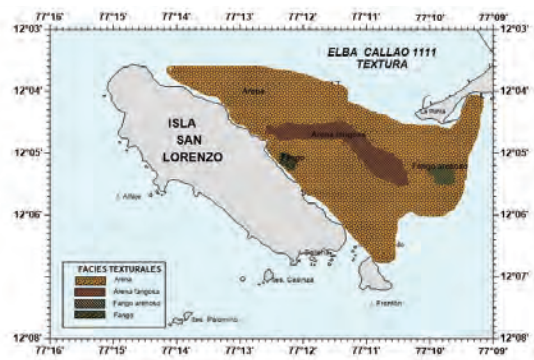 77°16' 77°15' 77°14' 77°13' 77°12' 77°11' 77°10' 77°09'
12°03' 12°03'
ELBA CALLAO 1111
TEXTURA
12°04' 12°04'
Arena
La Punta
ISLA
SAN
LORENZO
Arena fangosa
12°05' 12°05'
Fango
Fango arenoso
12°06' 12°06'
FACIES TEXTURALES
Arena
Arena fangosa
Fango arenoso
Fango
12°07' 12°07'
I. Frontón
Islas Palomino
12°08' 12°08'
77°16' 77°15' 77°14' 77°13' 77°12' 77°11' 77°10' 77°09'